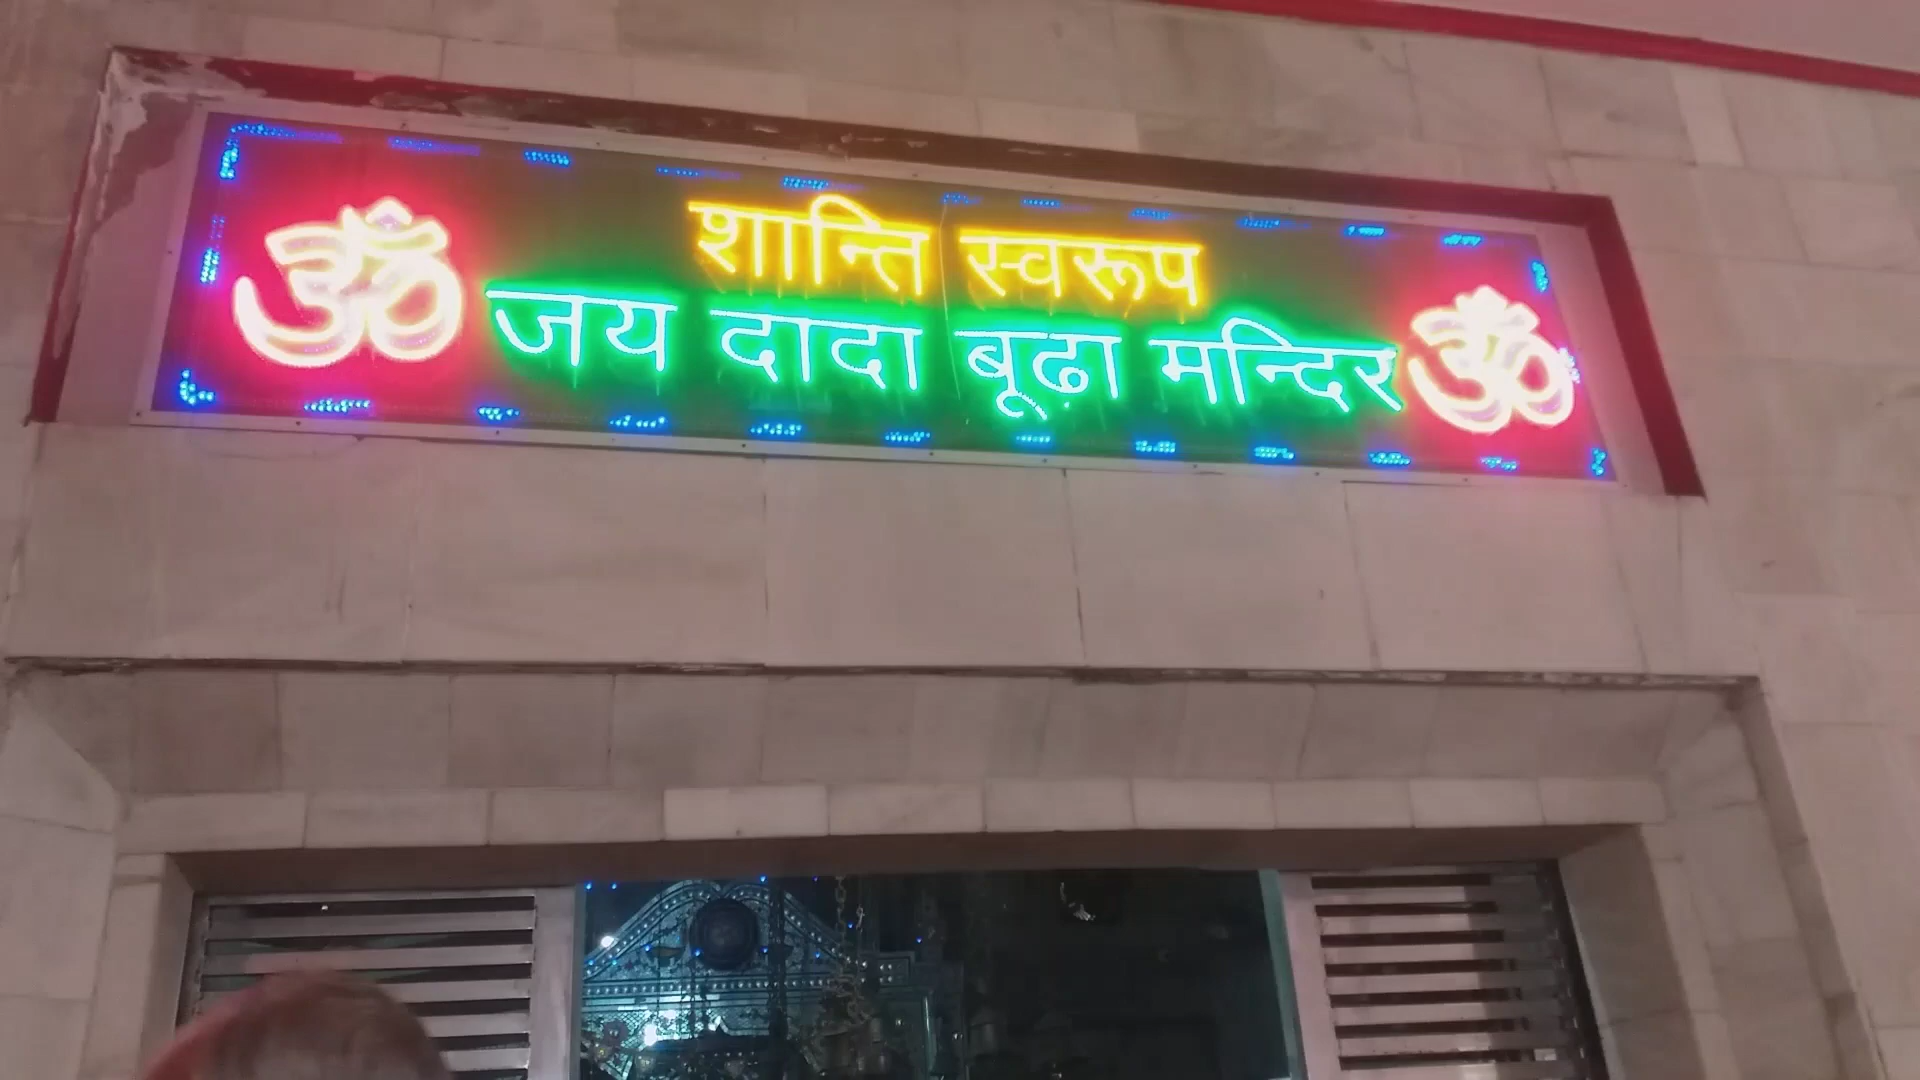 शान्ति स्वरूप
ॐ जय दादा बूढा मन्दिर ॐ